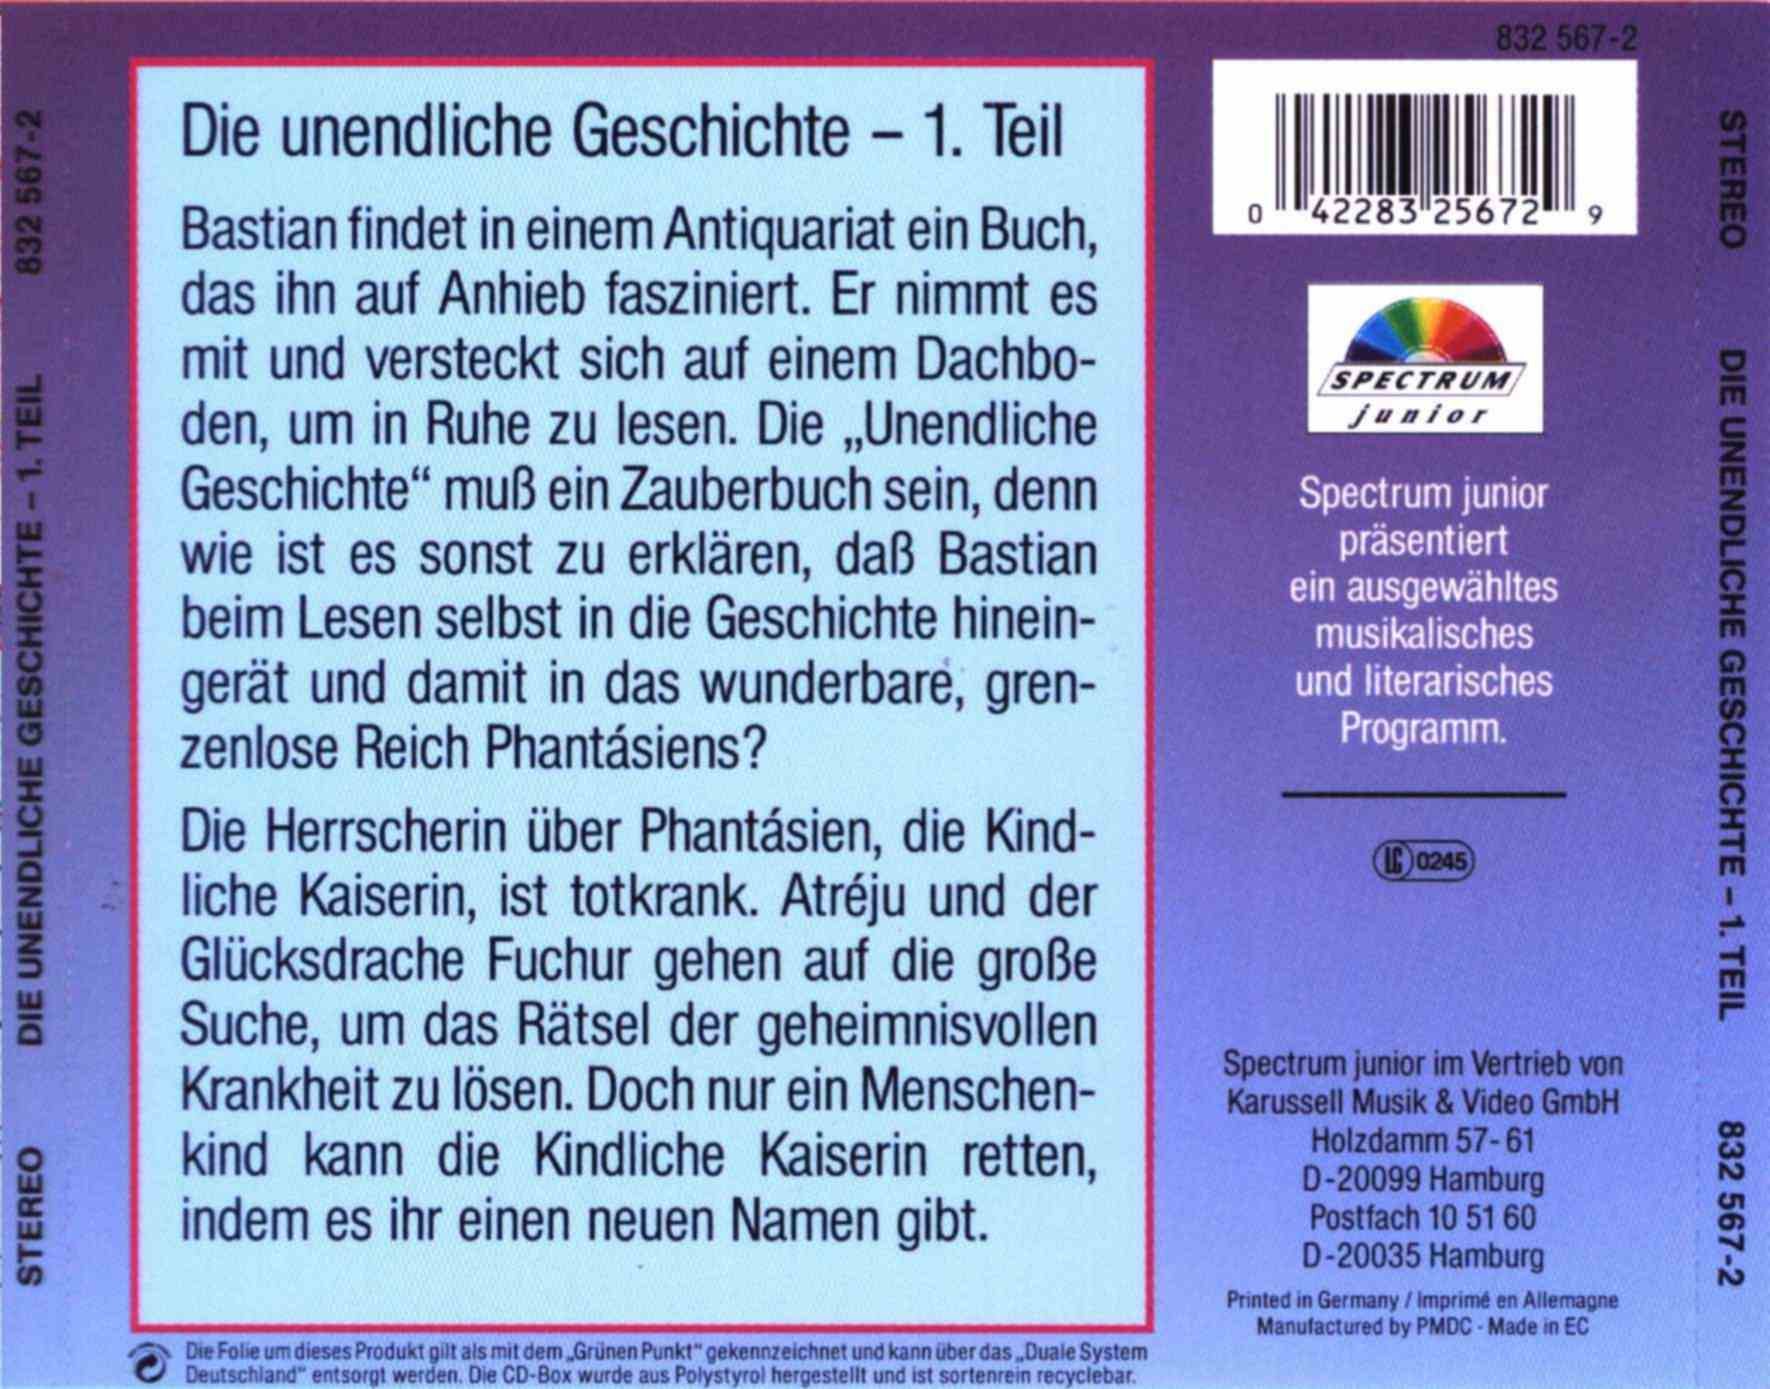 832 567-2
Die unendliche Geschichte – 1. Teil
Bastian findet in einem Antiquariat ein Buch,
das ihn auf Anhieb fasziniert. Er nimmt es
mit und versteckt sich auf einem Dachbo-
den, um in Ruhe zu lesen. Die „Unendliche
Geschichte“ muß ein Zauberbuch sein, denn
wie ist es sonst zu erklären, daß Bastian
beim Lesen selbst in die Geschichte hinein-
gerät und damit in das wunderbare, gren-
zenlose Reich Phantásiens?
Die Herrscherin über Phantásien, die Kind-
liche Kaiserin, ist totkrank. Atréju und der
Glücksdrache Fuchur gehen auf die große
Suche, um das Rätsel der geheimnisvollen
Krankheit zu lösen. Doch nur ein Menschen-
kind kann die Kindliche Kaiserin retten,
indem es ihr einen neuen Namen gibt.
Die Folie um dieses Produkt gilt als mit dem „Grünen Punkt“ gekennzeichnet und kann über das „Duale System
Deutschland“ entsorgt werden. Die CD-Box wurde aus Polystyrol hergestellt und ist sortenrein recyclebar.
0 42283 25672 9
SPECTRUM
junior
Spectrum junior
präsentiert
ein ausgewähltes
musikalisches
und literarisches
Programm.
LC 0245
Spectrum junior im Vertrieb von
Karussell Musik & Video GmbH
Holzdamm 57-61
D-20099 Hamburg
Postfach 10 51 60
D-20035 Hamburg
Printed in Germany / Imprimé en Allemagne
Manufactured by PMDC · Made in EC
STEREO DIE UNENDLICHE GESCHICHTE – 1. TEIL 832 567-2
STEREO DIE UNENDLICHE GESCHICHTE – 1. TEIL 832 567-2